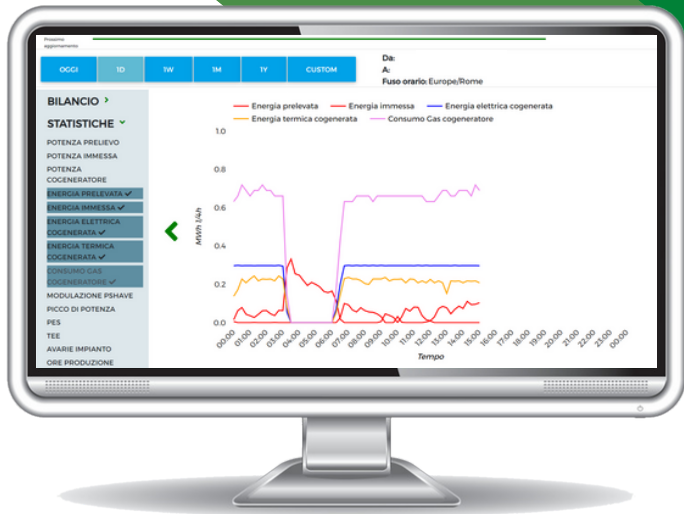 Prossimo
aggiornamento
OGGI 1D 1W 1M 1Y CUSTOM
Da:
A:
Fuso orario: Europe/Rome
BILANCIO >
STATISTICHE
POTENZA PRELIEVO
POTENZA IMMESSA
POTENZA
COGENERATORE
ENERGIA PRELEVATA ✓
ENERGIA IMMESSA ✓
ENERGIA ELETTRICA
COGENERATA ✓
ENERGIA TERMICA
COGENERATA ✓
CONSUMO GAS
COGENERATORE ✓
MODULAZIONE PSHAVE
PICCO DI POTENZA
PES
TEE
AVARIE IMPIANTO
ORE PRODUZIONE
Energia prelevata Energia immessa Energia elettrica cogenerata
Energia termica cogenerata Consumo Gas cogeneratore
MWh 1/4h
1.0
0.8
0.6
0.4
0.2
0.0
00:00 01:00 02:00 03:00 04:00 05:00 06:00 07:00 08:00 09:00 10:00 11:00 12:00 13:00 14:00 15:00 16:00 17:00 18:00 19:00 20:00 21:00 22:00 23:00 00:00
Tempo